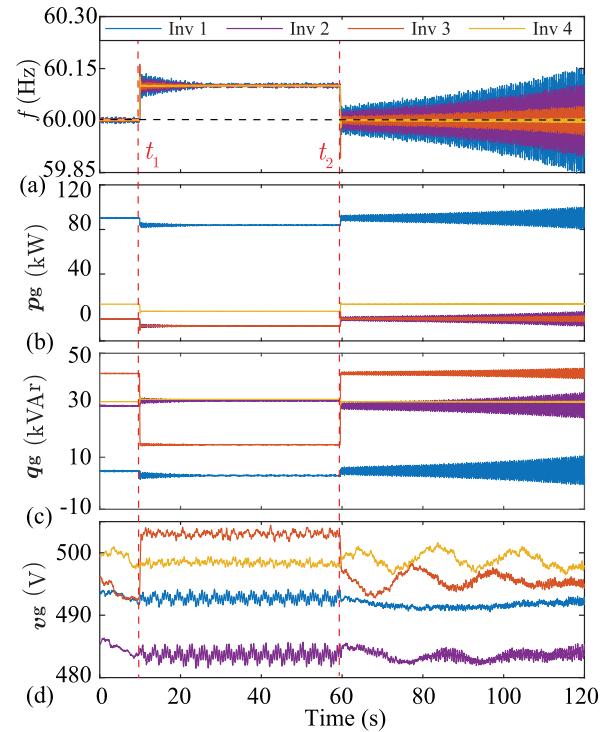 60.30
Inv 1 Inv 2 Inv 3 Inv 4
60.15
f (Hz)
60.00
59.85
t1 t2
(a)
120
80
40
0
pg (kW)
(b)
50
30
10
-10
qg (kVAr)
(c)
500
490
480
vg (V)
(d)
0 20 40 60 80 100 120
Time (s)